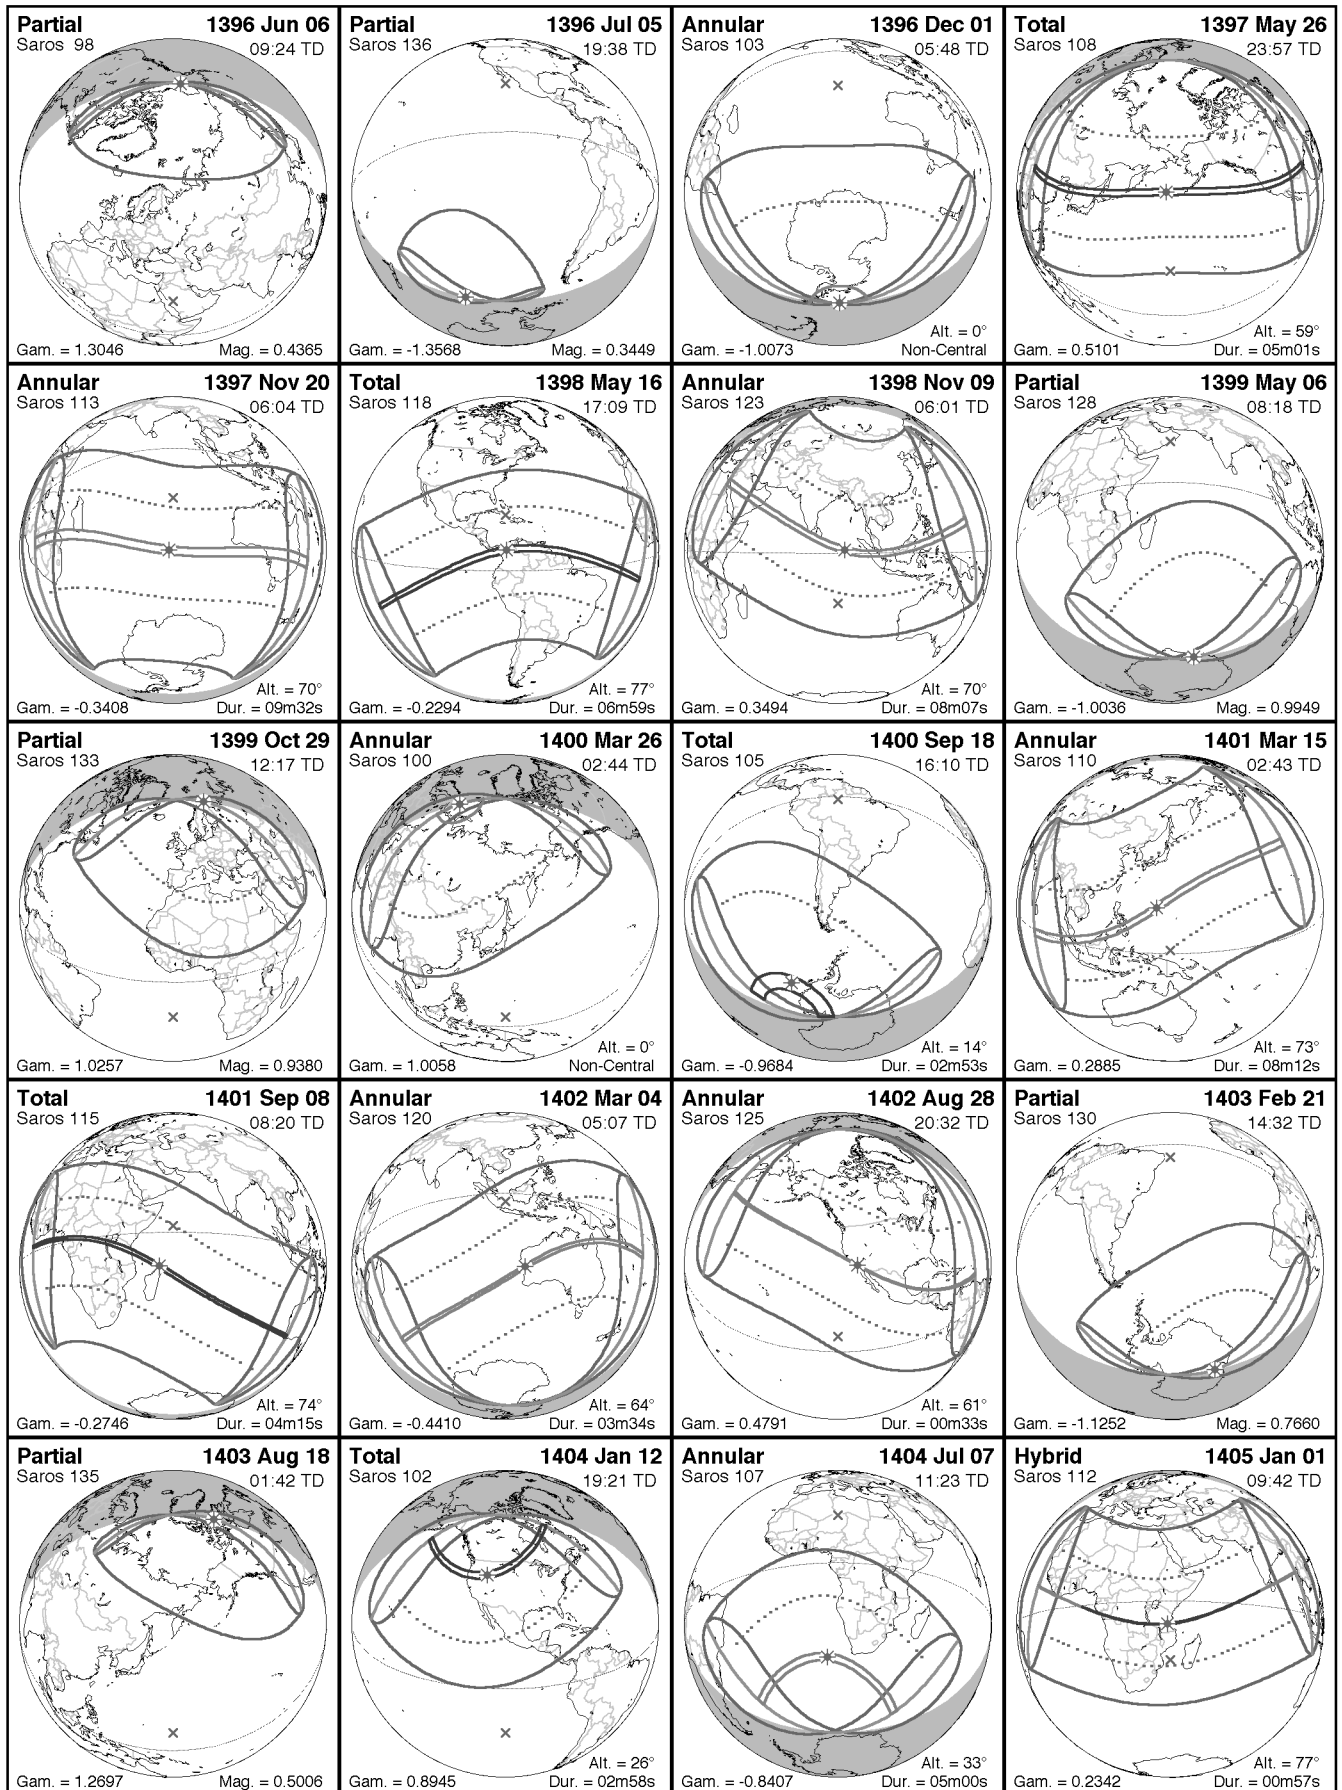 Partial 1396 Jun 06
Saros 98 09:24 TD
Gam. = 1.3046 Mag. = 0.4365
Partial 1396 Jul 05
Saros 136 19:38 TD
Gam. = -1.3568 Mag. = 0.3449
Annular 1396 Dec 01
Saros 103 05:48 TD
Alt. = 0°
Gam. = -1.0073 Non-Central
Total 1397 May 26
Saros 108 23:57 TD
Alt. = 59°
Gam. = 0.5101 Dur. = 05m01s
Annular 1397 Nov 20
Saros 113 06:04 TD
Alt. = 70°
Gam. = -0.3408 Dur. = 09m32s
Total 1398 May 16
Saros 118 17:09 TD
Alt. = 77°
Gam. = -0.2294 Dur. = 06m59s
Annular 1398 Nov 09
Saros 123 06:01 TD
Alt. = 70°
Gam. = 0.3494 Dur. = 08m07s
Partial 1399 May 06
Saros 128 08:18 TD
Gam. = -1.0036 Mag. = 0.9949
Partial 1399 Oct 29
Saros 133 12:17 TD
Gam. = 1.0257 Mag. = 0.9380
Annular 1400 Mar 26
Saros 100 02:44 TD
Alt. = 0°
Gam. = 1.0058 Non-Central
Total 1400 Sep 18
Saros 105 16:10 TD
Alt. = 14°
Gam. = -0.9684 Dur. = 02m53s
Annular 1401 Mar 15
Saros 110 02:43 TD
Alt. = 73°
Gam. = 0.2885 Dur. = 08m12s
Total 1401 Sep 08
Saros 115 08:20 TD
Alt. = 74°
Gam. = -0.2746 Dur. = 04m15s
Annular 1402 Mar 04
Saros 120 05:07 TD
Alt. = 64°
Gam. = -0.4410 Dur. = 03m34s
Annular 1402 Aug 28
Saros 125 20:32 TD
Alt. = 61°
Gam. = 0.4791 Dur. = 00m33s
Partial 1403 Feb 21
Saros 130 14:32 TD
Gam. = -1.1252 Mag. = 0.7660
Partial 1403 Aug 18
Saros 135 01:42 TD
Gam. = 1.2697 Mag. = 0.5006
Total 1404 Jan 12
Saros 102 19:21 TD
Alt. = 26°
Gam. = 0.8945 Dur. = 02m58s
Annular 1404 Jul 07
Saros 107 11:23 TD
Alt. = 33°
Gam. = -0.8407 Dur. = 05m00s
Hybrid 1405 Jan 01
Saros 112 09:42 TD
Alt. = 77°
Gam. = 0.2342 Dur. = 00m57s